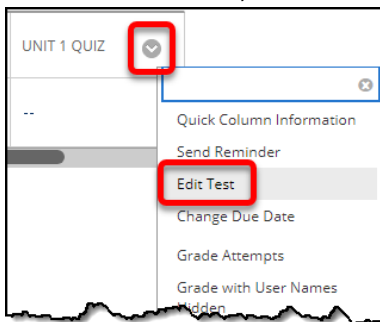 UNIT 1 QUIZ
--
Quick Column Information
Send Reminder
Edit Test
Change Due Date
Grade Attempts
Grade with User Names
Hidden